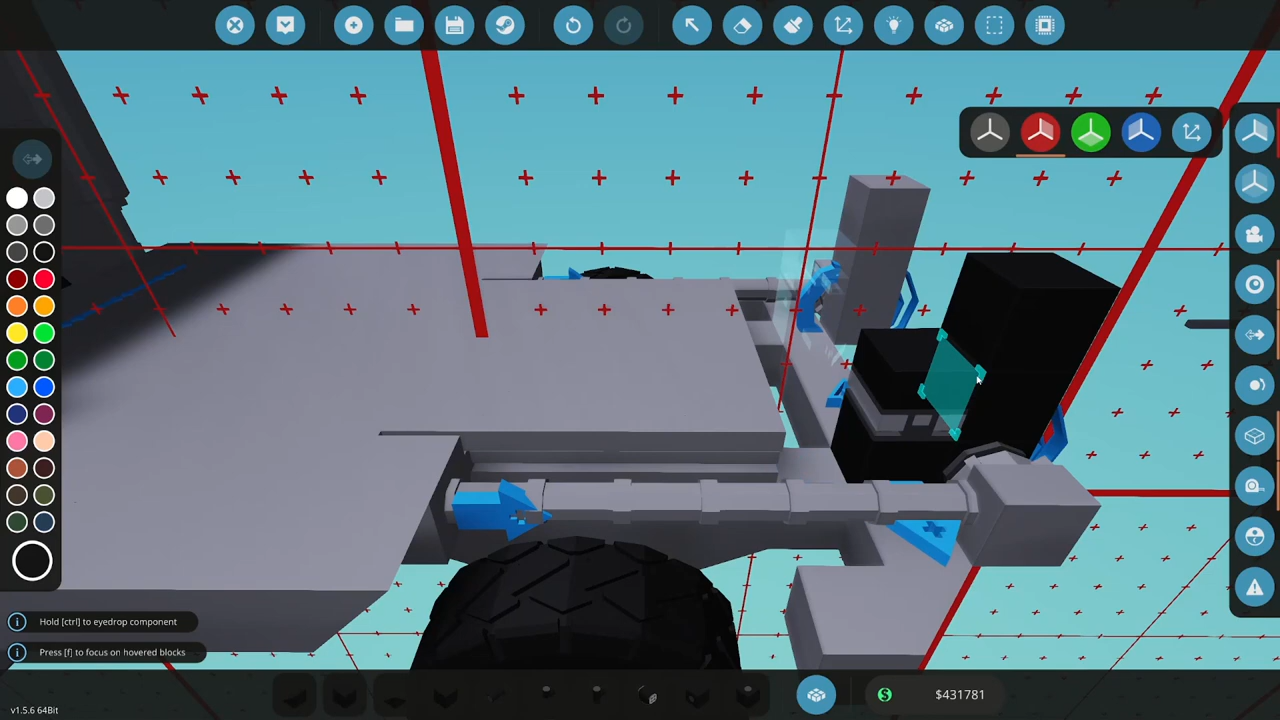 Hold [ctrl] to eyedrop component
Press [f] to focus on hovered blocks
$431781
v1.5.6 64Bit